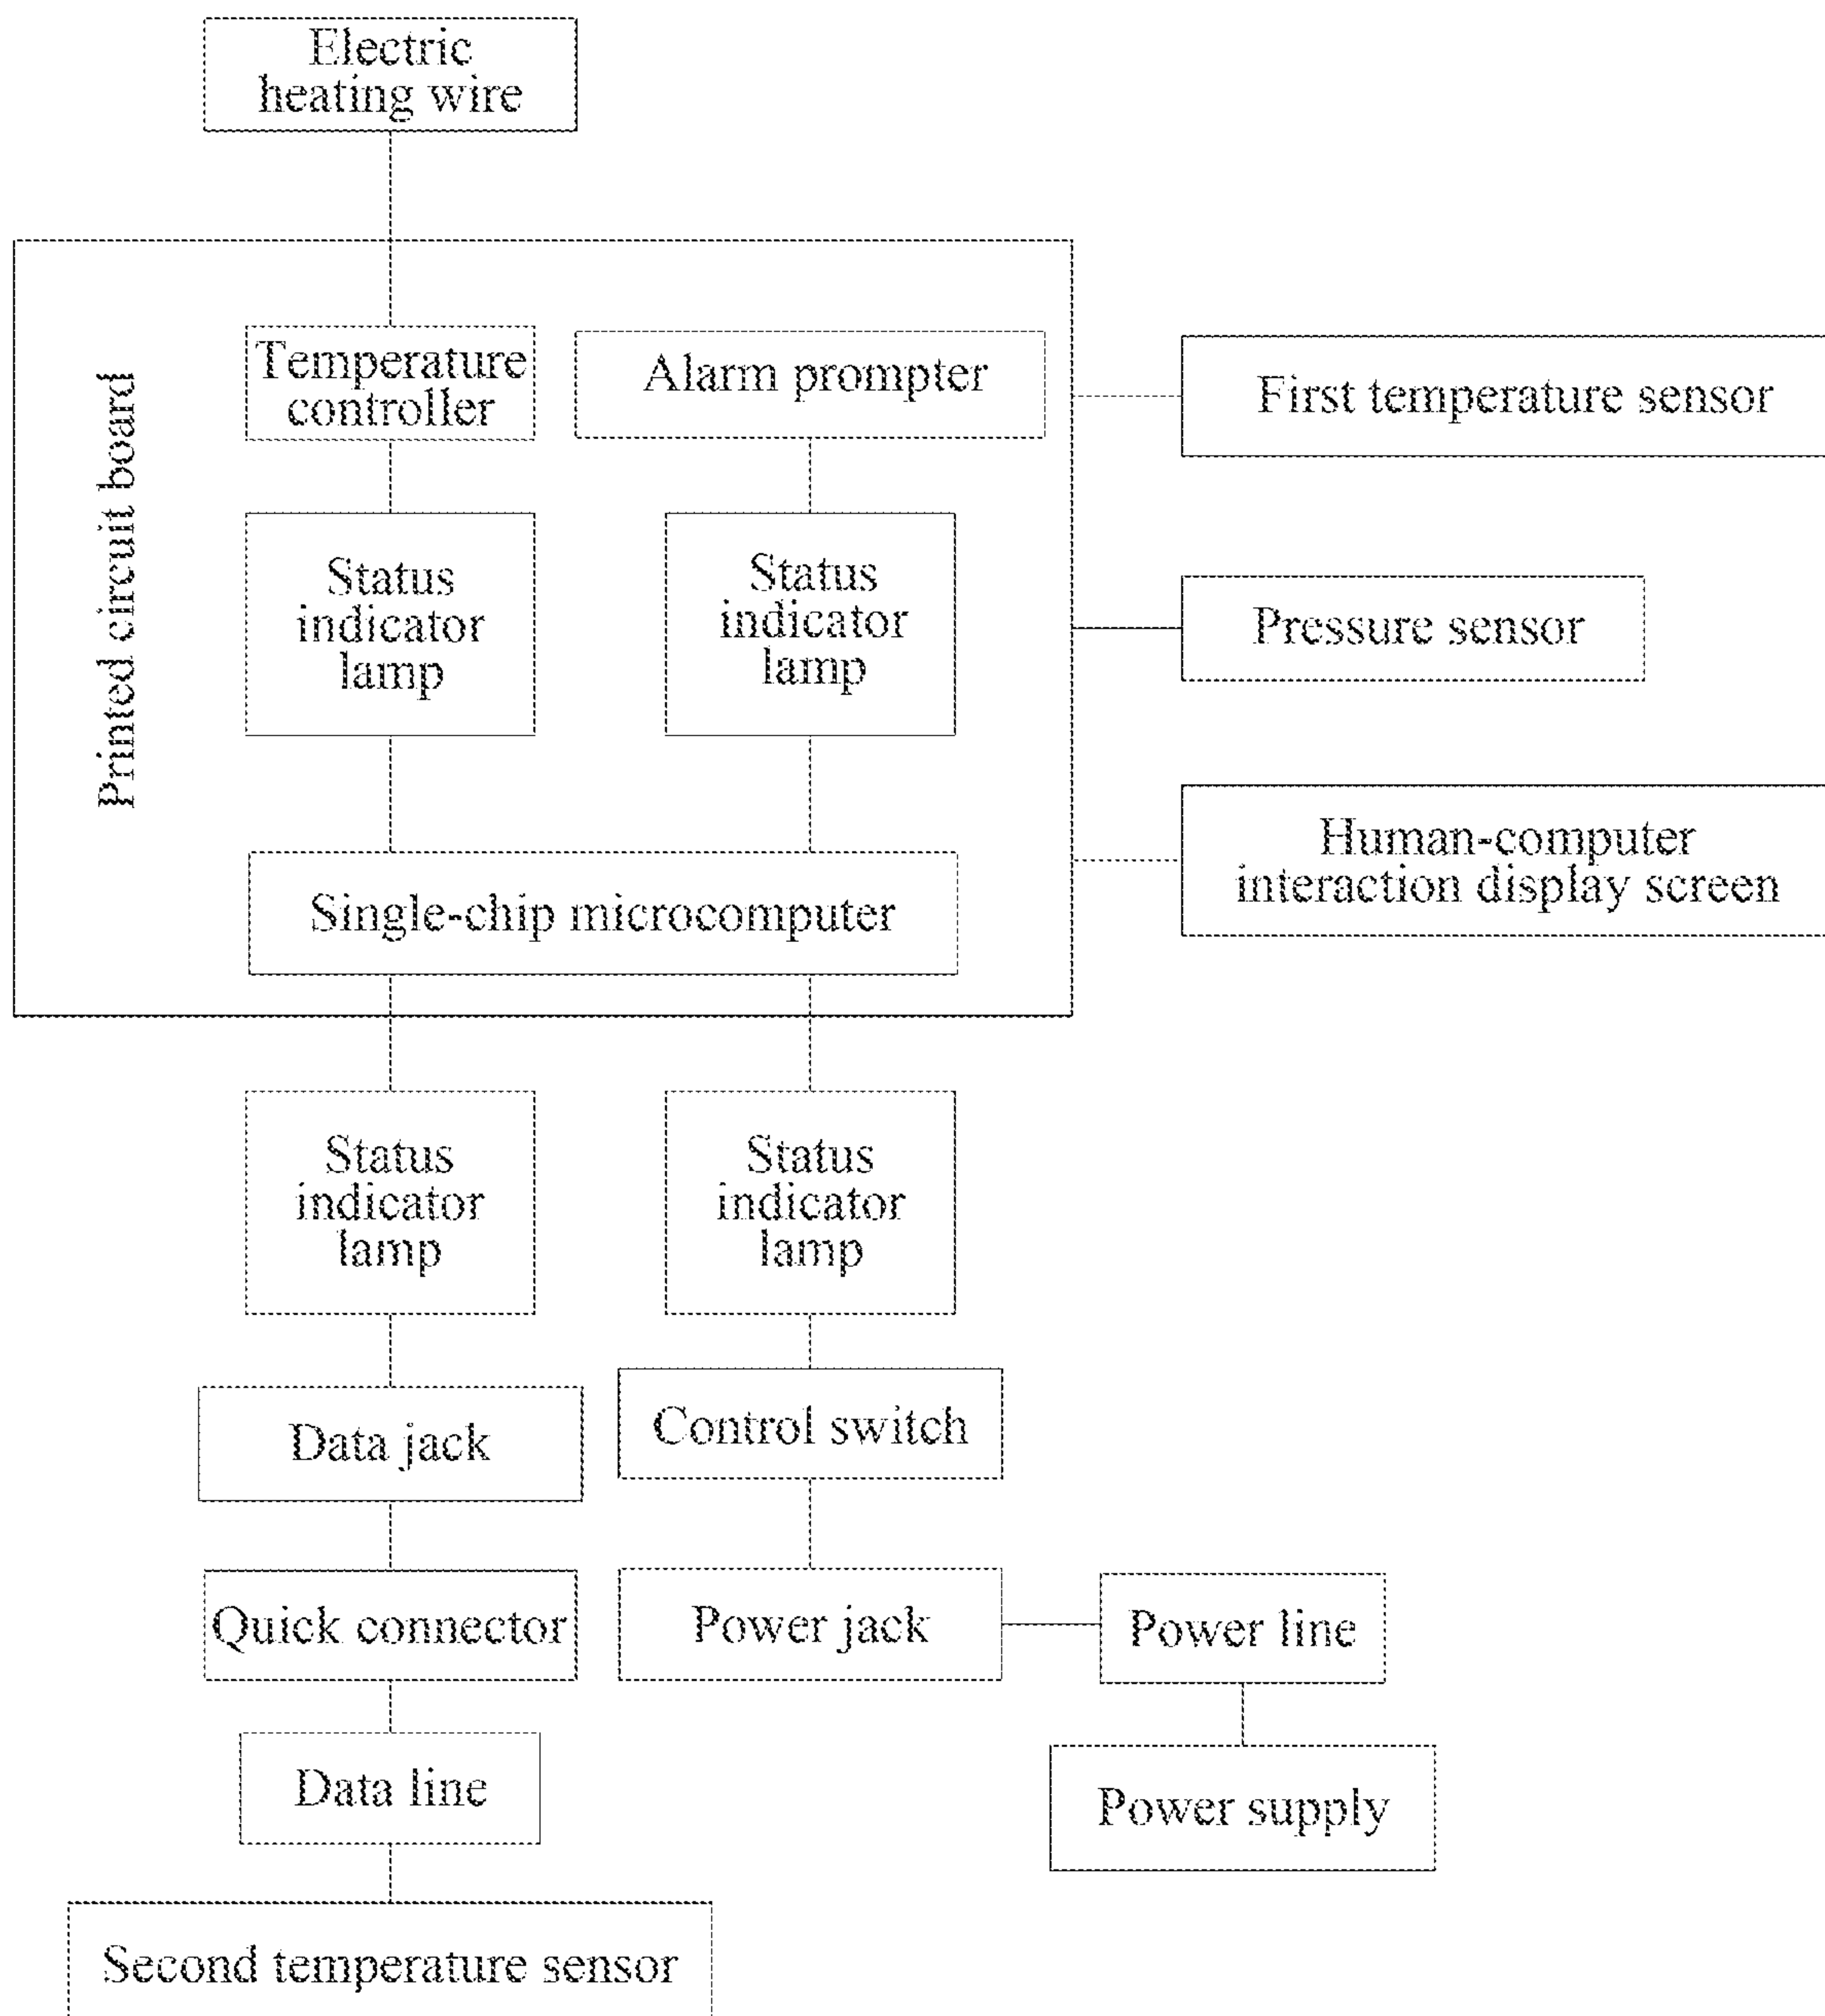 Electric
heating wire
Printed circuit board
Temperature
controller
Alarm prompter
First temperature sensor
Status
indicator
lamp
Status
indicator
lamp
Pressure sensor
Human-computer
interaction display screen
Single-chip microcomputer
Status
indicator
lamp
Status
indicator
lamp
Data jack
Control switch
Quick connector
Power jack
Power line
Data line
Power supply
Second temperature sensor